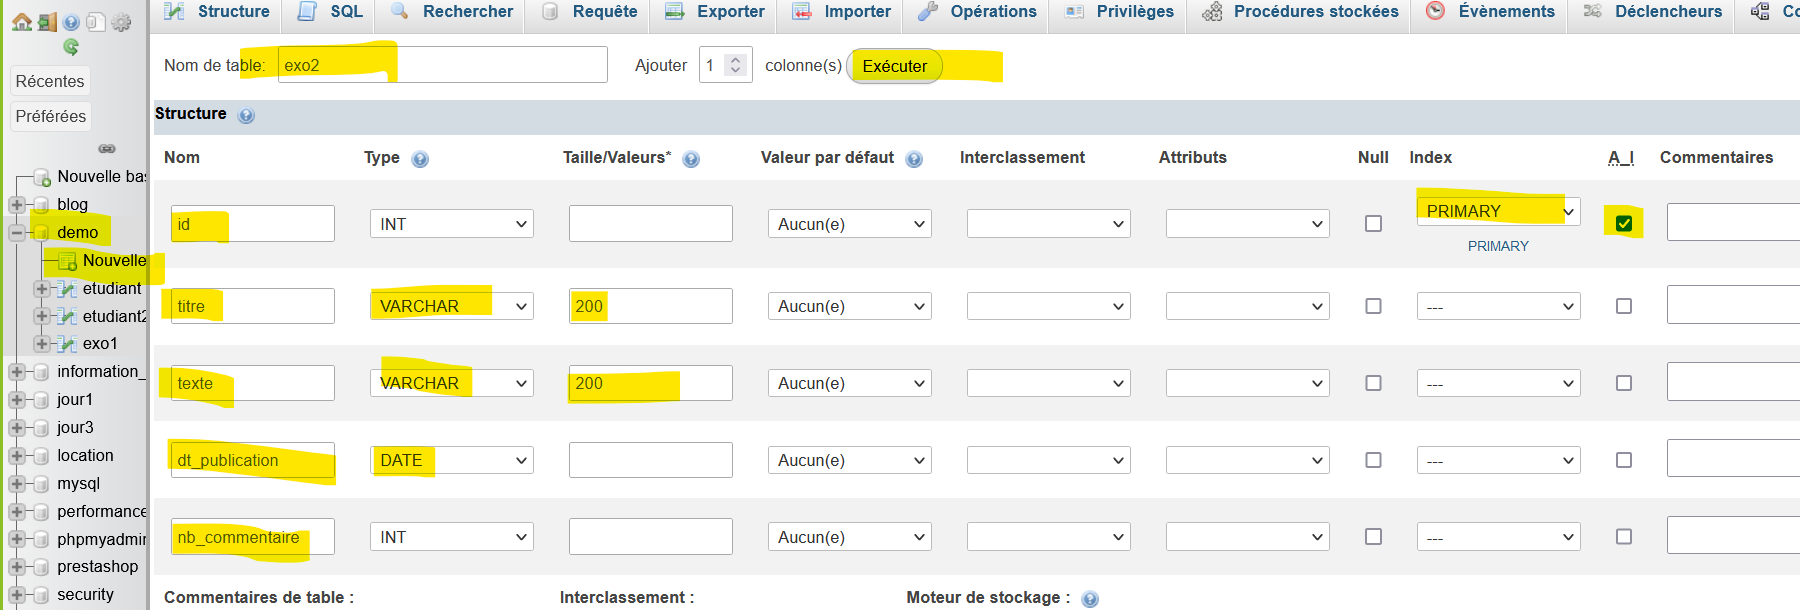 Structure SQL Rechercher Requête Exporter Importer Opérations Privilèges Procédures stockées Évènements Déclencheurs
Récentes
Préférées
Nouvelle
blog
demo
Nouvelle
etudiant
etudiant2
exo1
information_
jour1
jour3
location
mysql
performance
phpmyadmin
prestashop
security
Nom de table: exo2 Ajouter 1 colonne(s) Exécuter
Structure
Nom Type Taille/Valeurs* Valeur par défaut Interclassement Attributs Null Index A_I Commentaires
id INT Aucun(e) PRIMARY
PRIMARY
titre VARCHAR 200 Aucun(e) ---
texte VARCHAR 200 Aucun(e) ---
dt_publication DATE Aucun(e) ---
nb_commentaire INT Aucun(e) ---
Commentaires de table : Interclassement : Moteur de stockage :